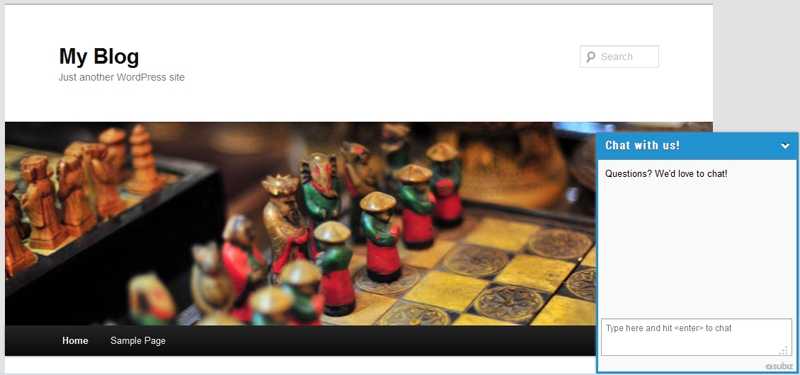 My Blog
Just another WordPress site
Search
Chat with us!
Questions? We'd love to chat!
Type here and hit <enter> to chat
subiz
Home
Sample Page